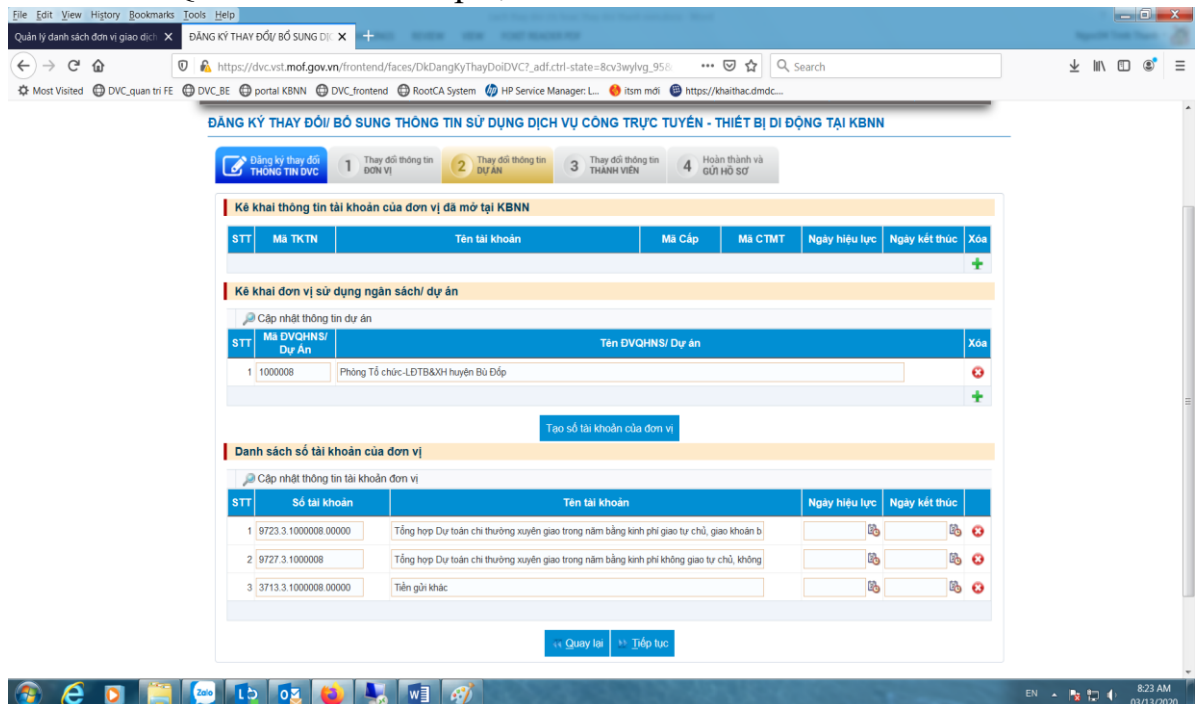 File Edit View History Bookmarks Tools Help
Quản lý danh sách đơn vị giao dịch
ĐĂNG KÝ THAY ĐỔI/ BỔ SUNG DỊC
https://dvc.vst.mof.gov.vn/frontend/faces/DkDangKyThayDoiDVC?_adf.ctrl-state=8cv3wylvg_95&
Search
Most Visited DVC_quan tri FE DVC_BE portal KBNN DVC_frontend RootCA System HP Service Manager: L... itsm mới https://khaithac.dmdc....
ĐĂNG KÝ THAY ĐỔI/ BỔ SUNG THÔNG TIN SỬ DỤNG DỊCH VỤ CÔNG TRỰC TUYẾN - THIẾT BỊ DI ĐỘNG TẠI KBNN
Đăng ký thay đổi THÔNG TIN DVC
1 Thay đổi thông tin ĐƠN VỊ
2 Thay đổi thông tin DỰ ÁN
3 Thay đổi thông tin THÀNH VIÊN
4 Hoàn thành và GỬI HỒ SƠ
Kê khai thông tin tài khoản của đơn vị đã mở tại KBNN
STT Mã TKTN Tên tài khoản Mã Cấp Mã CTMT Ngày hiệu lực Ngày kết thúc Xóa
Kê khai đơn vị sử dụng ngân sách/ dự án
Cập nhật thông tin dự án
STT Mã ĐVQHNS/ Dự Án Tên ĐVQHNS/ Dự án Xóa
1 1000008 Phòng Tổ chức-LĐTB&XH huyện Bù Đốp
Tạo số tài khoản của đơn vị
Danh sách số tài khoản của đơn vị
Cập nhật thông tin tài khoản đơn vị
STT Số tài khoản Tên tài khoản Ngày hiệu lực Ngày kết thúc
1 9723.3.1000008.00000 Tổng hợp Dự toán chi thường xuyên giao trong năm bằng kinh phí giao tự chủ, giao khoán b
2 9727.3.1000008 Tổng hợp Dự toán chi thường xuyên giao trong năm bằng kinh phí không giao tự chủ, không
3 3713.3.1000008.00000 Tiền gửi khác
Quay lại Tiếp tục
Zalo
EN
8:23 AM
03/13/2020